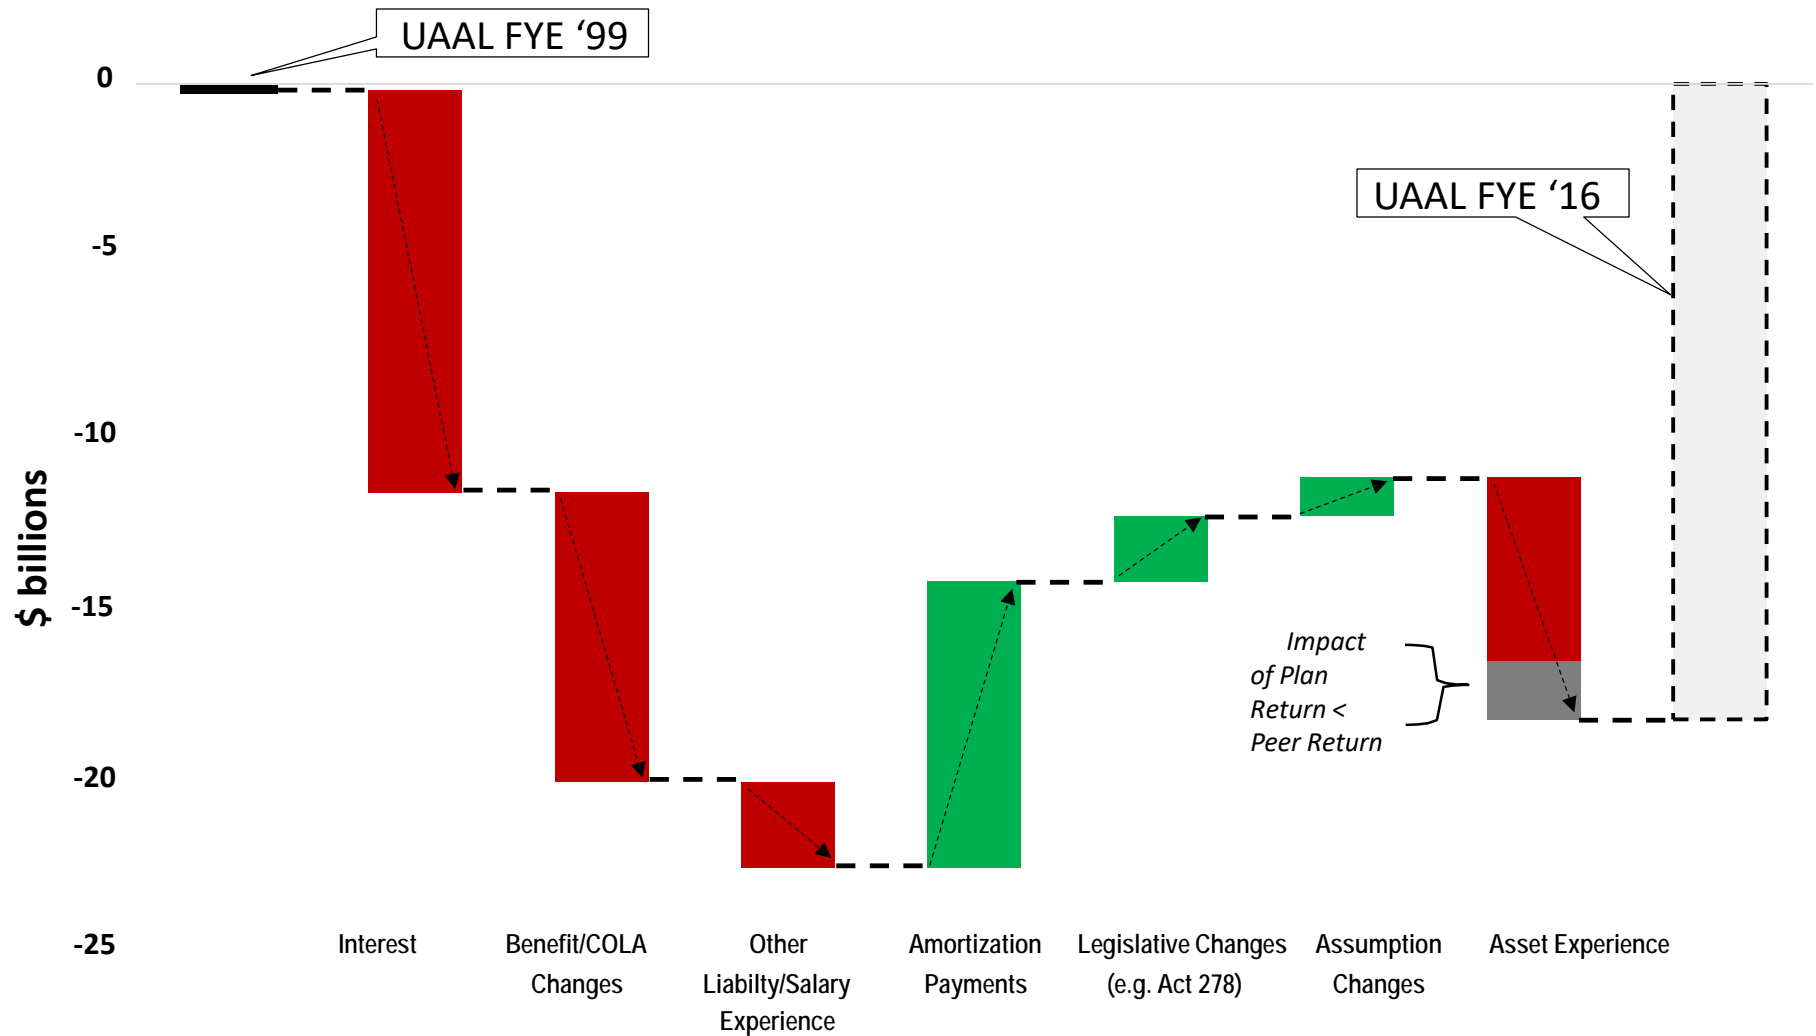 UAAL FYE ‘99
0
UAAL FYE ‘16
-5
-10
$ billions
-15
Impact
of Plan
Return <
Peer Return
-20
-25
Interest
Benefit/COLA
Changes
Other
Liabilty/Salary
Experience
Amortization
Payments
Legislative Changes
(e.g. Act 278)
Assumption
Changes
Asset Experience